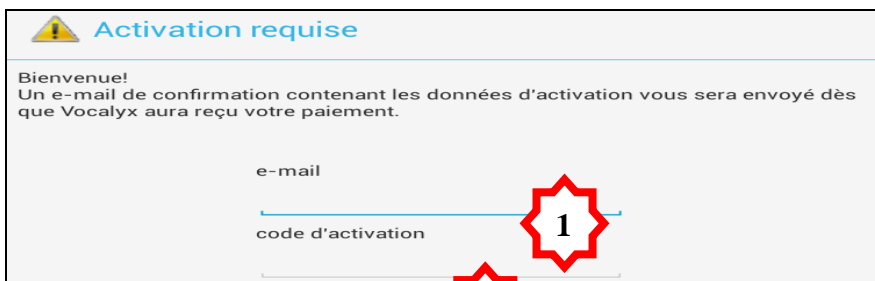 Activation requise
Bienvenue!
Un e-mail de confirmation contenant les données d'activation vous sera envoyé dès
que Vocalyx aura reçu votre paiement.
e-mail
1
code d'activation